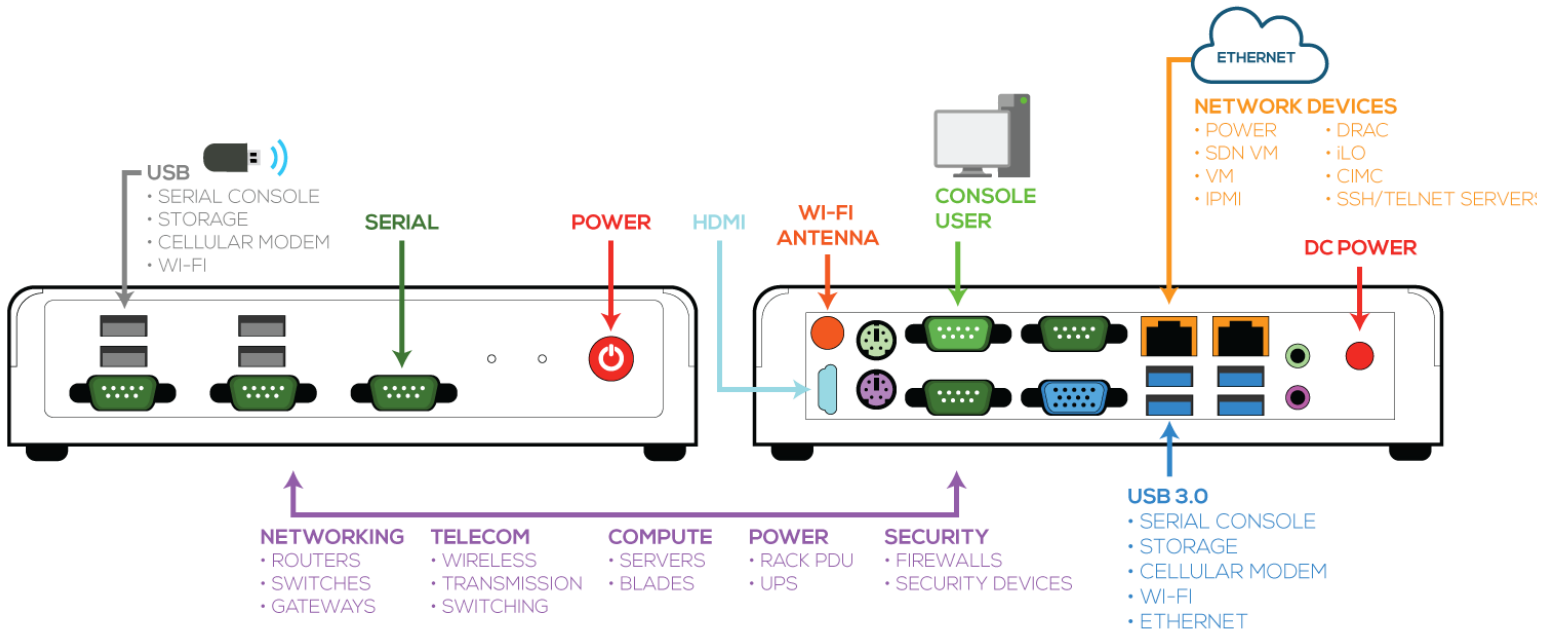 ETHERNET
NETWORK DEVICES
• POWER
• SDN VM
• VM
• IPMI
• DRAC
• iLO
• CIMC
• SSH/TELNET SERVERS
USB
• SERIAL CONSOLE
• STORAGE
• CELLULAR MODEM
• WI-FI
SERIAL
POWER
HDMI
WI-FI
ANTENNA
CONSOLE
USER
DC POWER
NETWORKING
• ROUTERS
• SWITCHES
• GATEWAYS
TELECOM
• WIRELESS
• TRANSMISSION
• SWITCHING
COMPUTE
• SERVERS
• BLADES
POWER
• RACK PDU
• UPS
SECURITY
• FIREWALLS
• SECURITY DEVICES
USB 3.0
• SERIAL CONSOLE
• STORAGE
• CELLULAR MODEM
• WI-FI
• ETHERNET